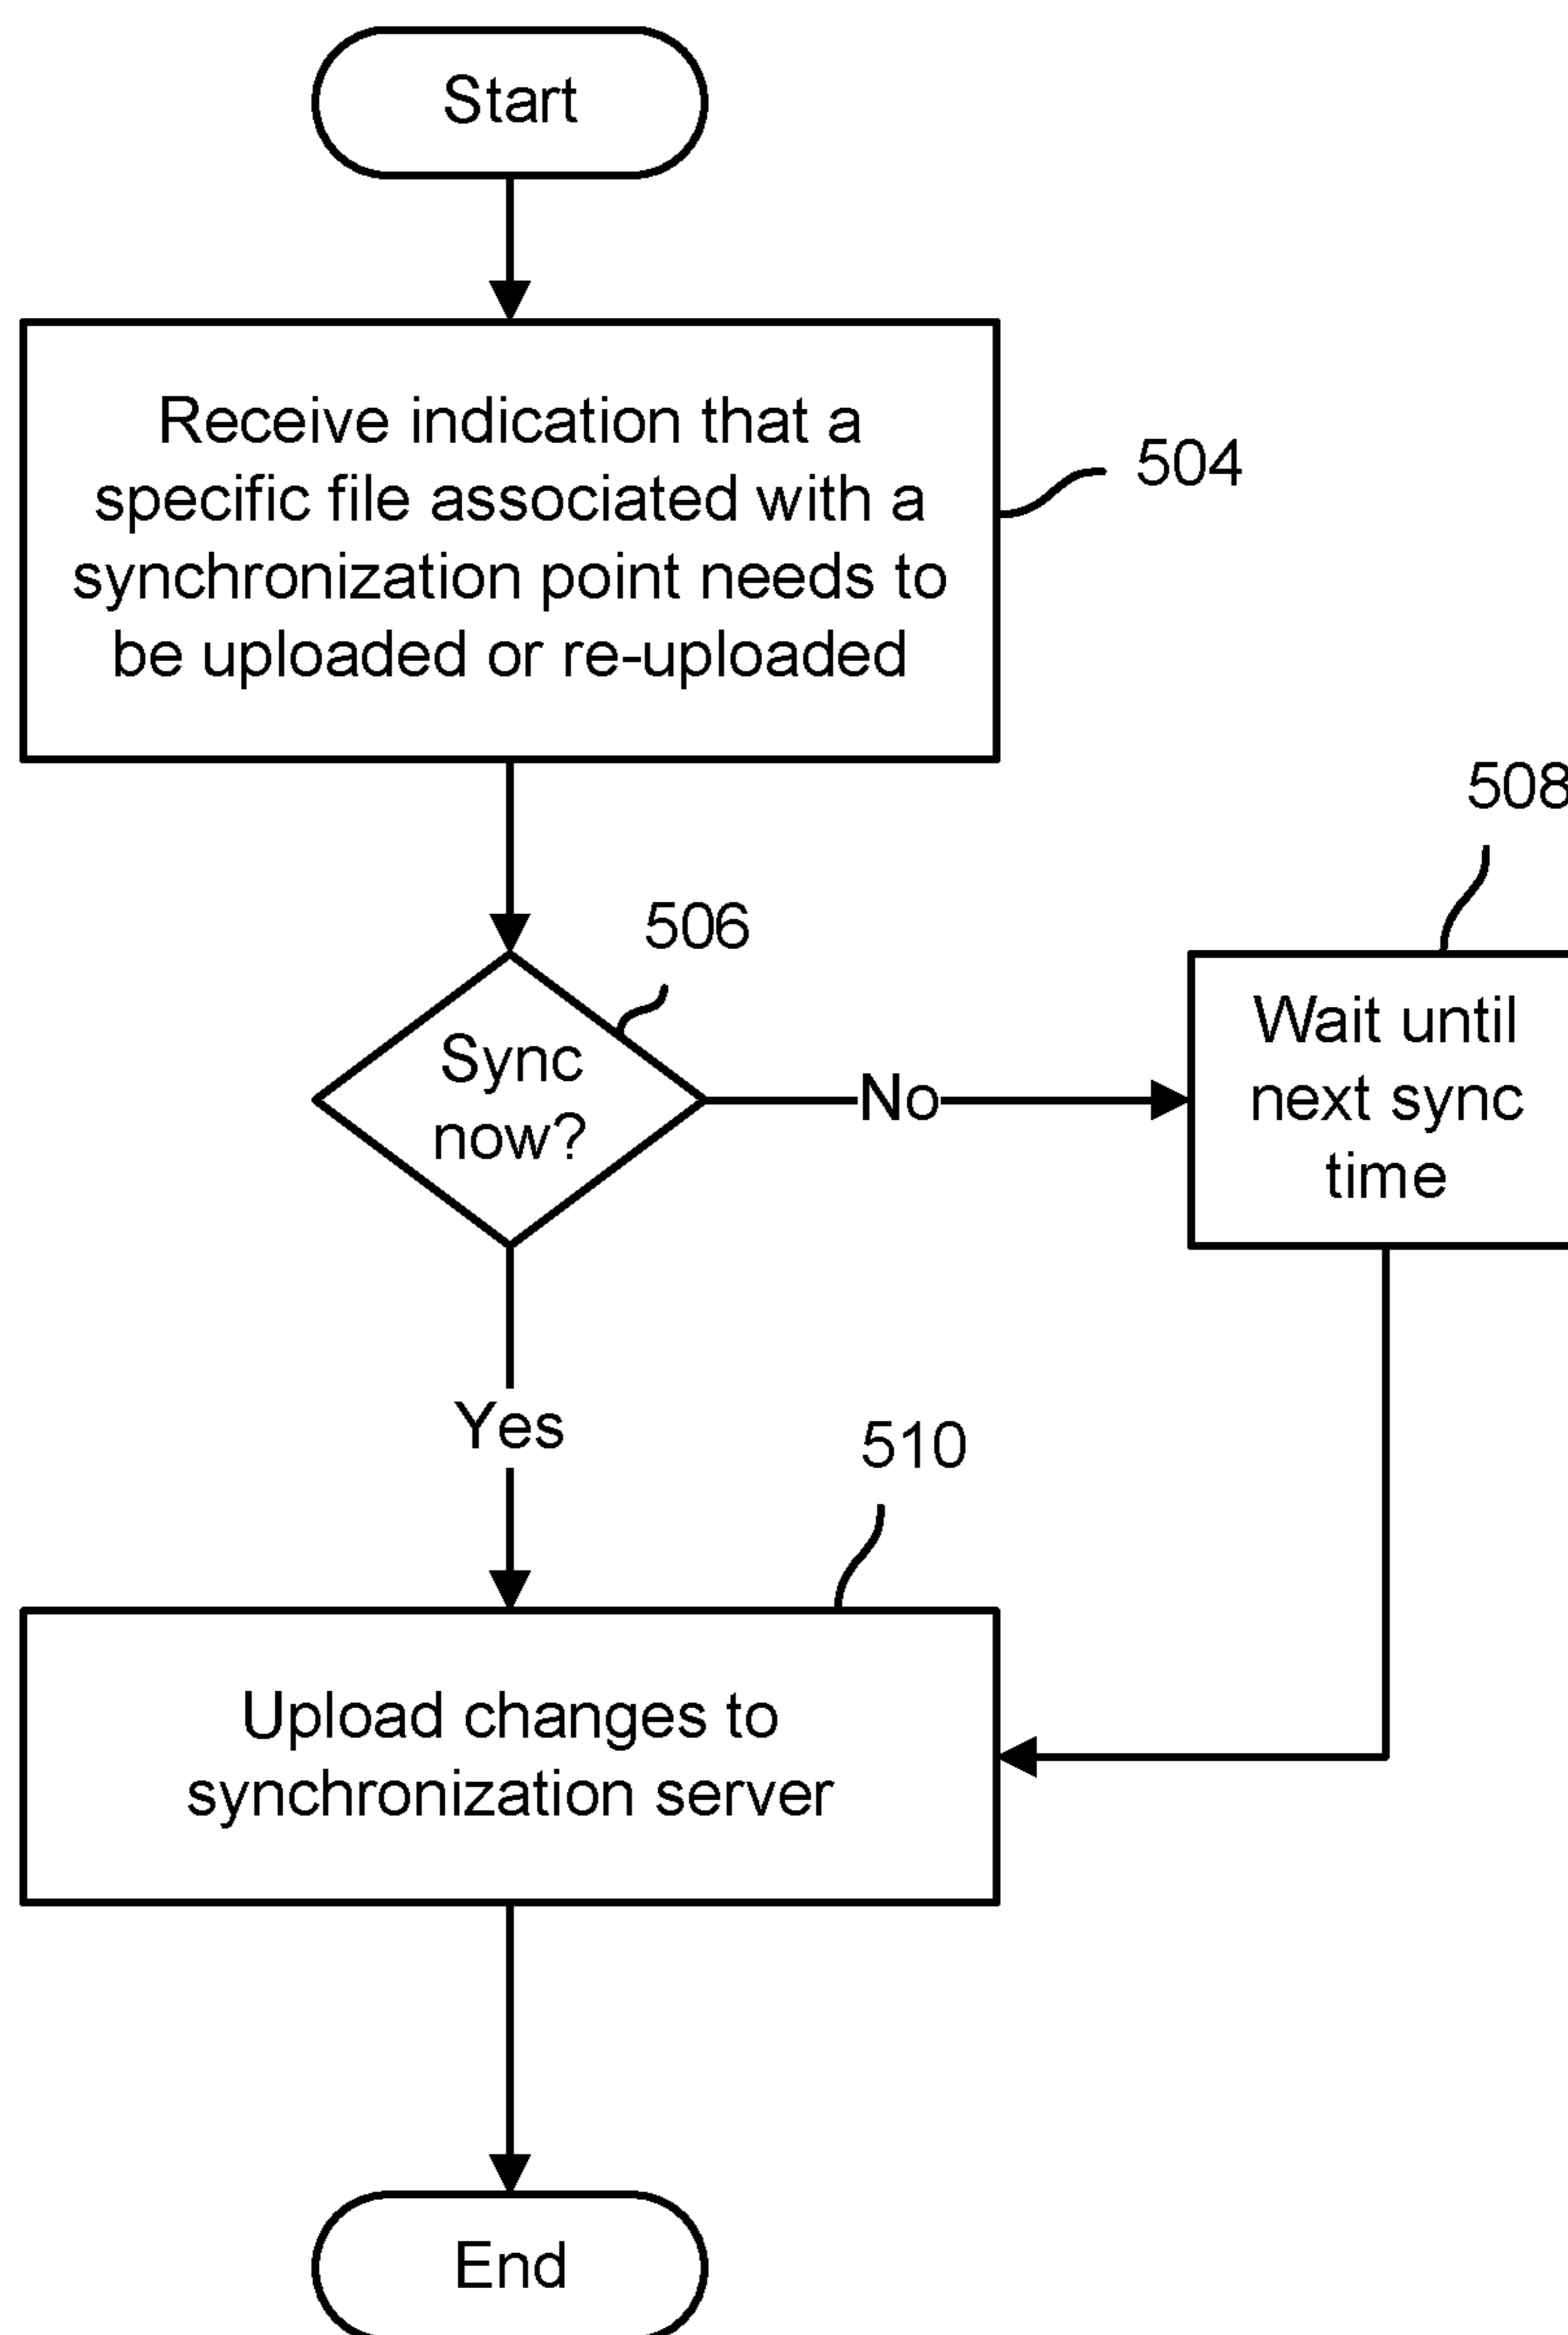 Start
Receive indication that a
specific file associated with a
synchronization point needs to
be uploaded or re-uploaded
504
508
506
Sync
now?
No
Wait until
next sync
time
Yes
510
Upload changes to
synchronization server
End